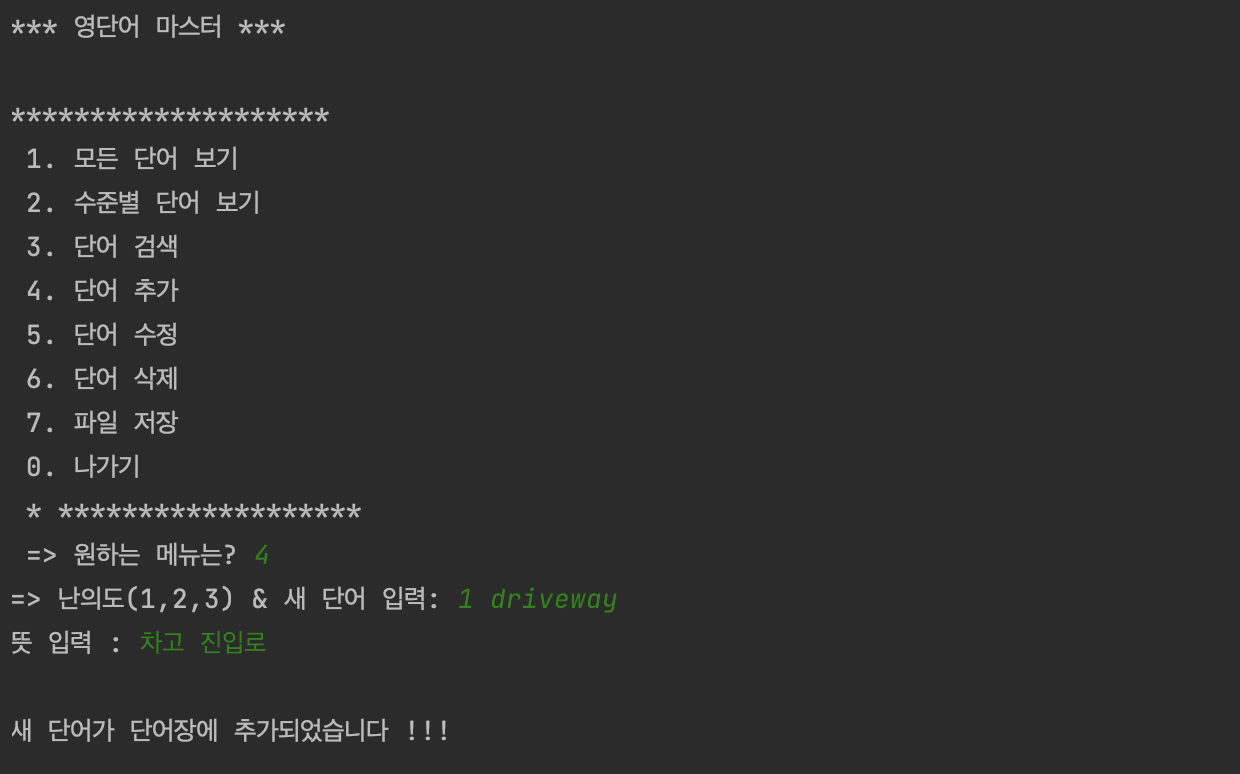 *** 영단어 마스터 ***
********************
1. 모든 단어 보기
2. 수준별 단어 보기
3. 단어 검색
4. 단어 추가
5. 단어 수정
6. 단어 삭제
7. 파일 저장
0. 나가기
* *******************
=> 원하는 메뉴는? 4
=> 난의도(1,2,3) & 새 단어 입력: 1 driveway
뜻 입력 : 차고 진입로
새 단어가 단어장에 추가되었습니다 !!!